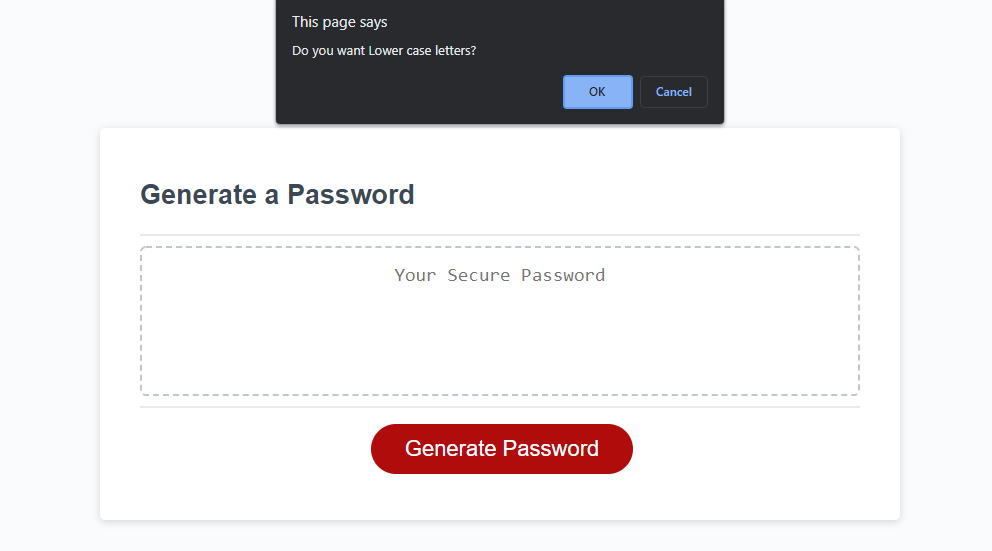 This page says
Do you want Lower case letters?
OK
Cancel
Generate a Password
Your Secure Password
Generate Password